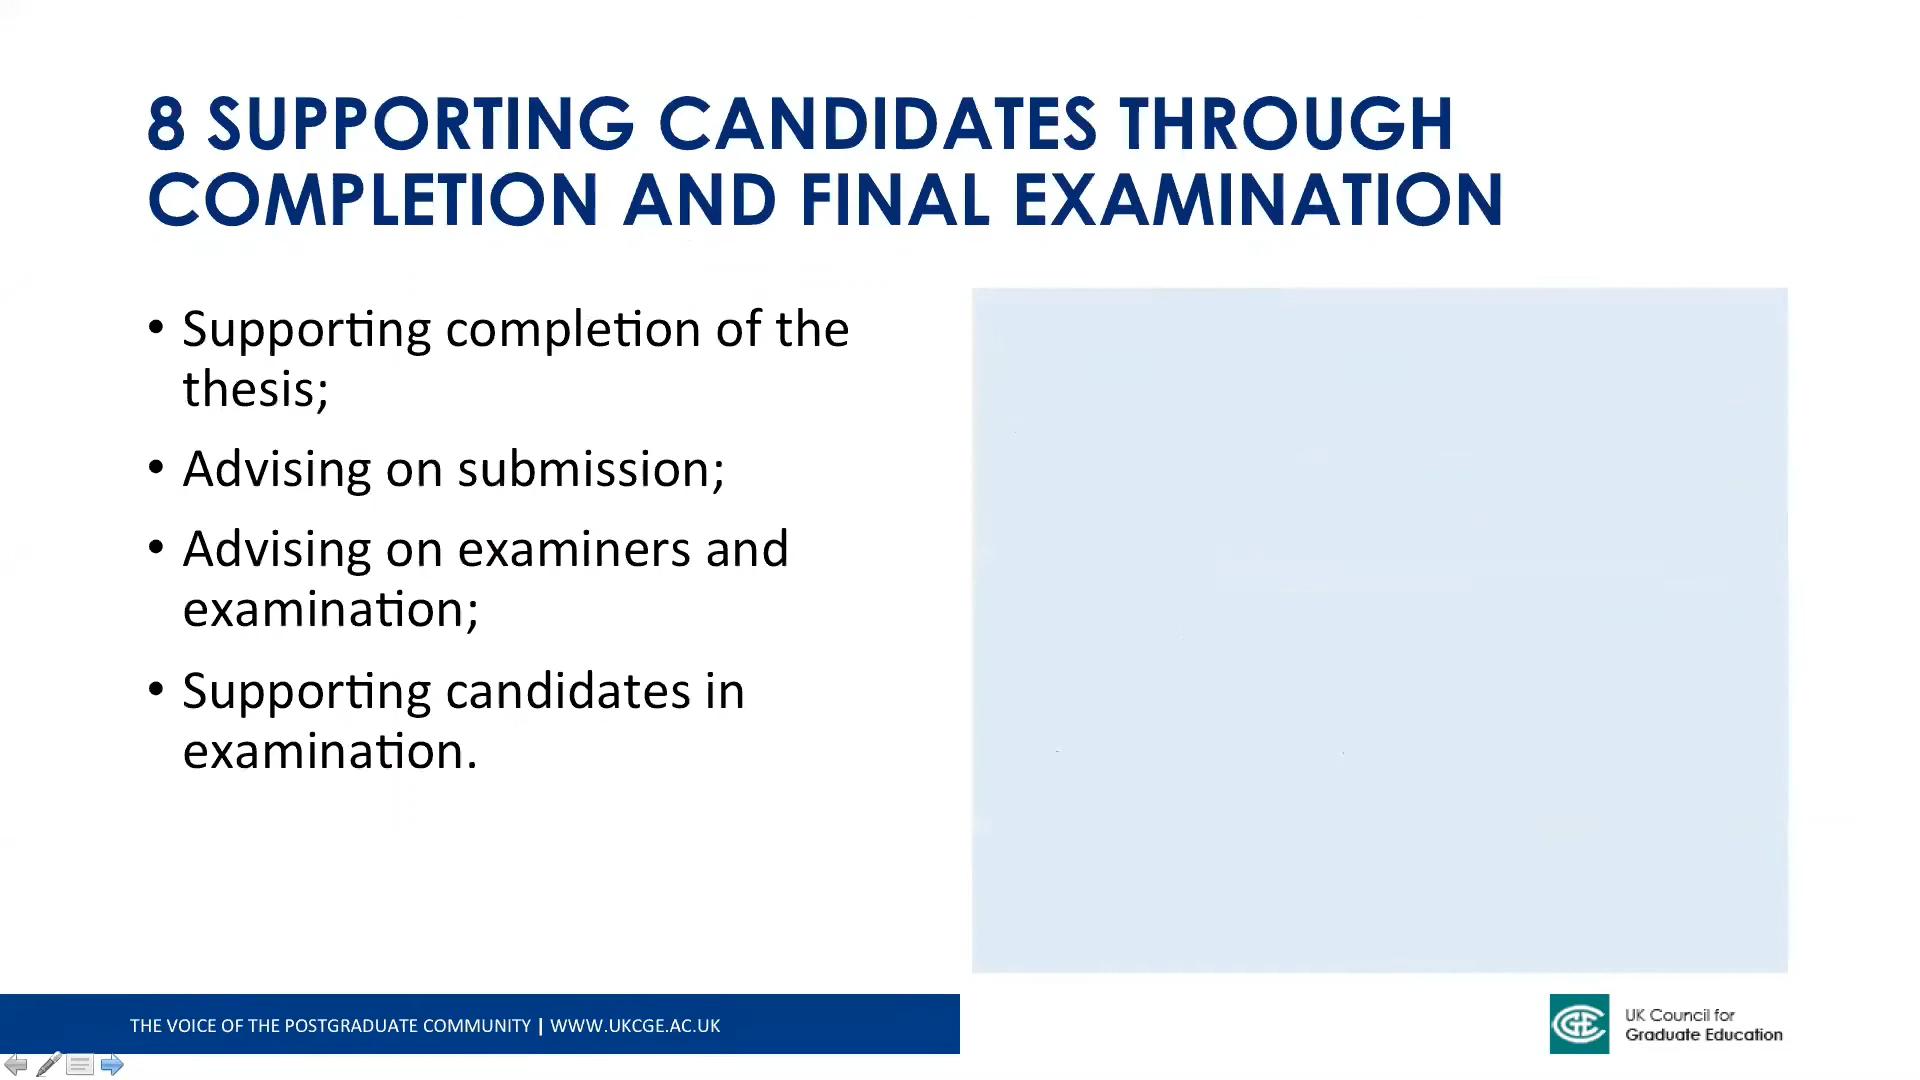 8 SUPPORTING CANDIDATES THROUGH
COMPLETION AND FINAL EXAMINATION
• Supporting completion of the
thesis;
• Advising on submission;
• Advising on examiners and
examination;
• Supporting candidates in
examination.
THE VOICE OF THE POSTGRADUATE COMMUNITY | WWW.UKCGE.AC.UK
CGE
UK Council for
Graduate Education